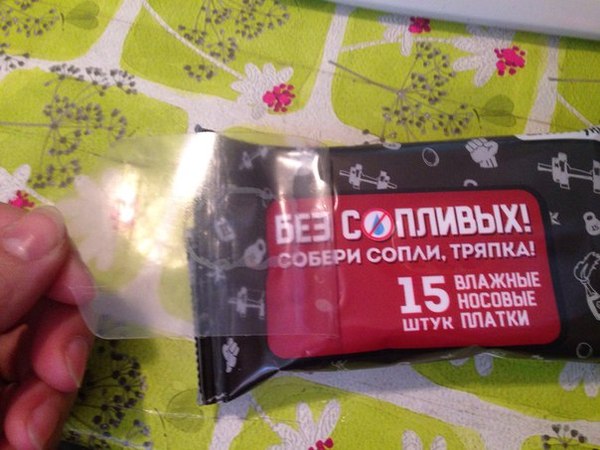 БЕЗ СОПЛИВЫХ!
СОБЕРИ СОПЛИ, ТРЯПКА!
15 ВЛАЖНЫЕ
НОСОВЫЕ
ШТУК ПЛАТКИ